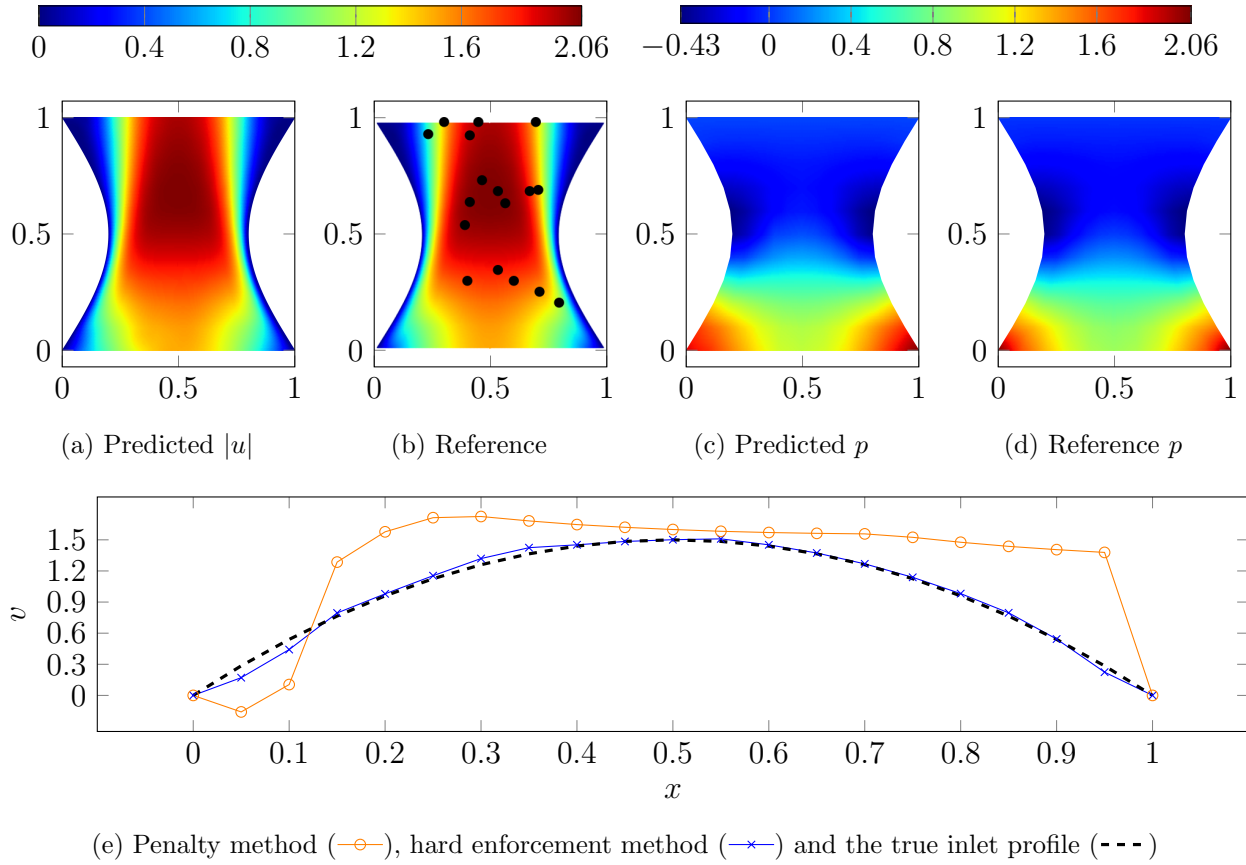 0 0.4 0.8 1.2 1.6 2.06
−0.43 0 0.4 0.8 1.2 1.6 2.06
1
0.5
0
0 0.5 1
(a) Predicted |u|
1
0.5
0
0 0.5 1
(b) Reference
1
0.5
0
0 0.5 1
(c) Predicted p
1
0.5
0
0 0.5 1
(d) Reference p
1.5
1.2
0.9
0.6
0.3
0
v
0 0.1 0.2 0.3 0.4 0.5 0.6 0.7 0.8 0.9 1
x
(e) Penalty method ( ), hard enforcement method ( ) and the true inlet profile ( )